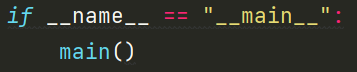 if __name__ == "__main__":
    main()